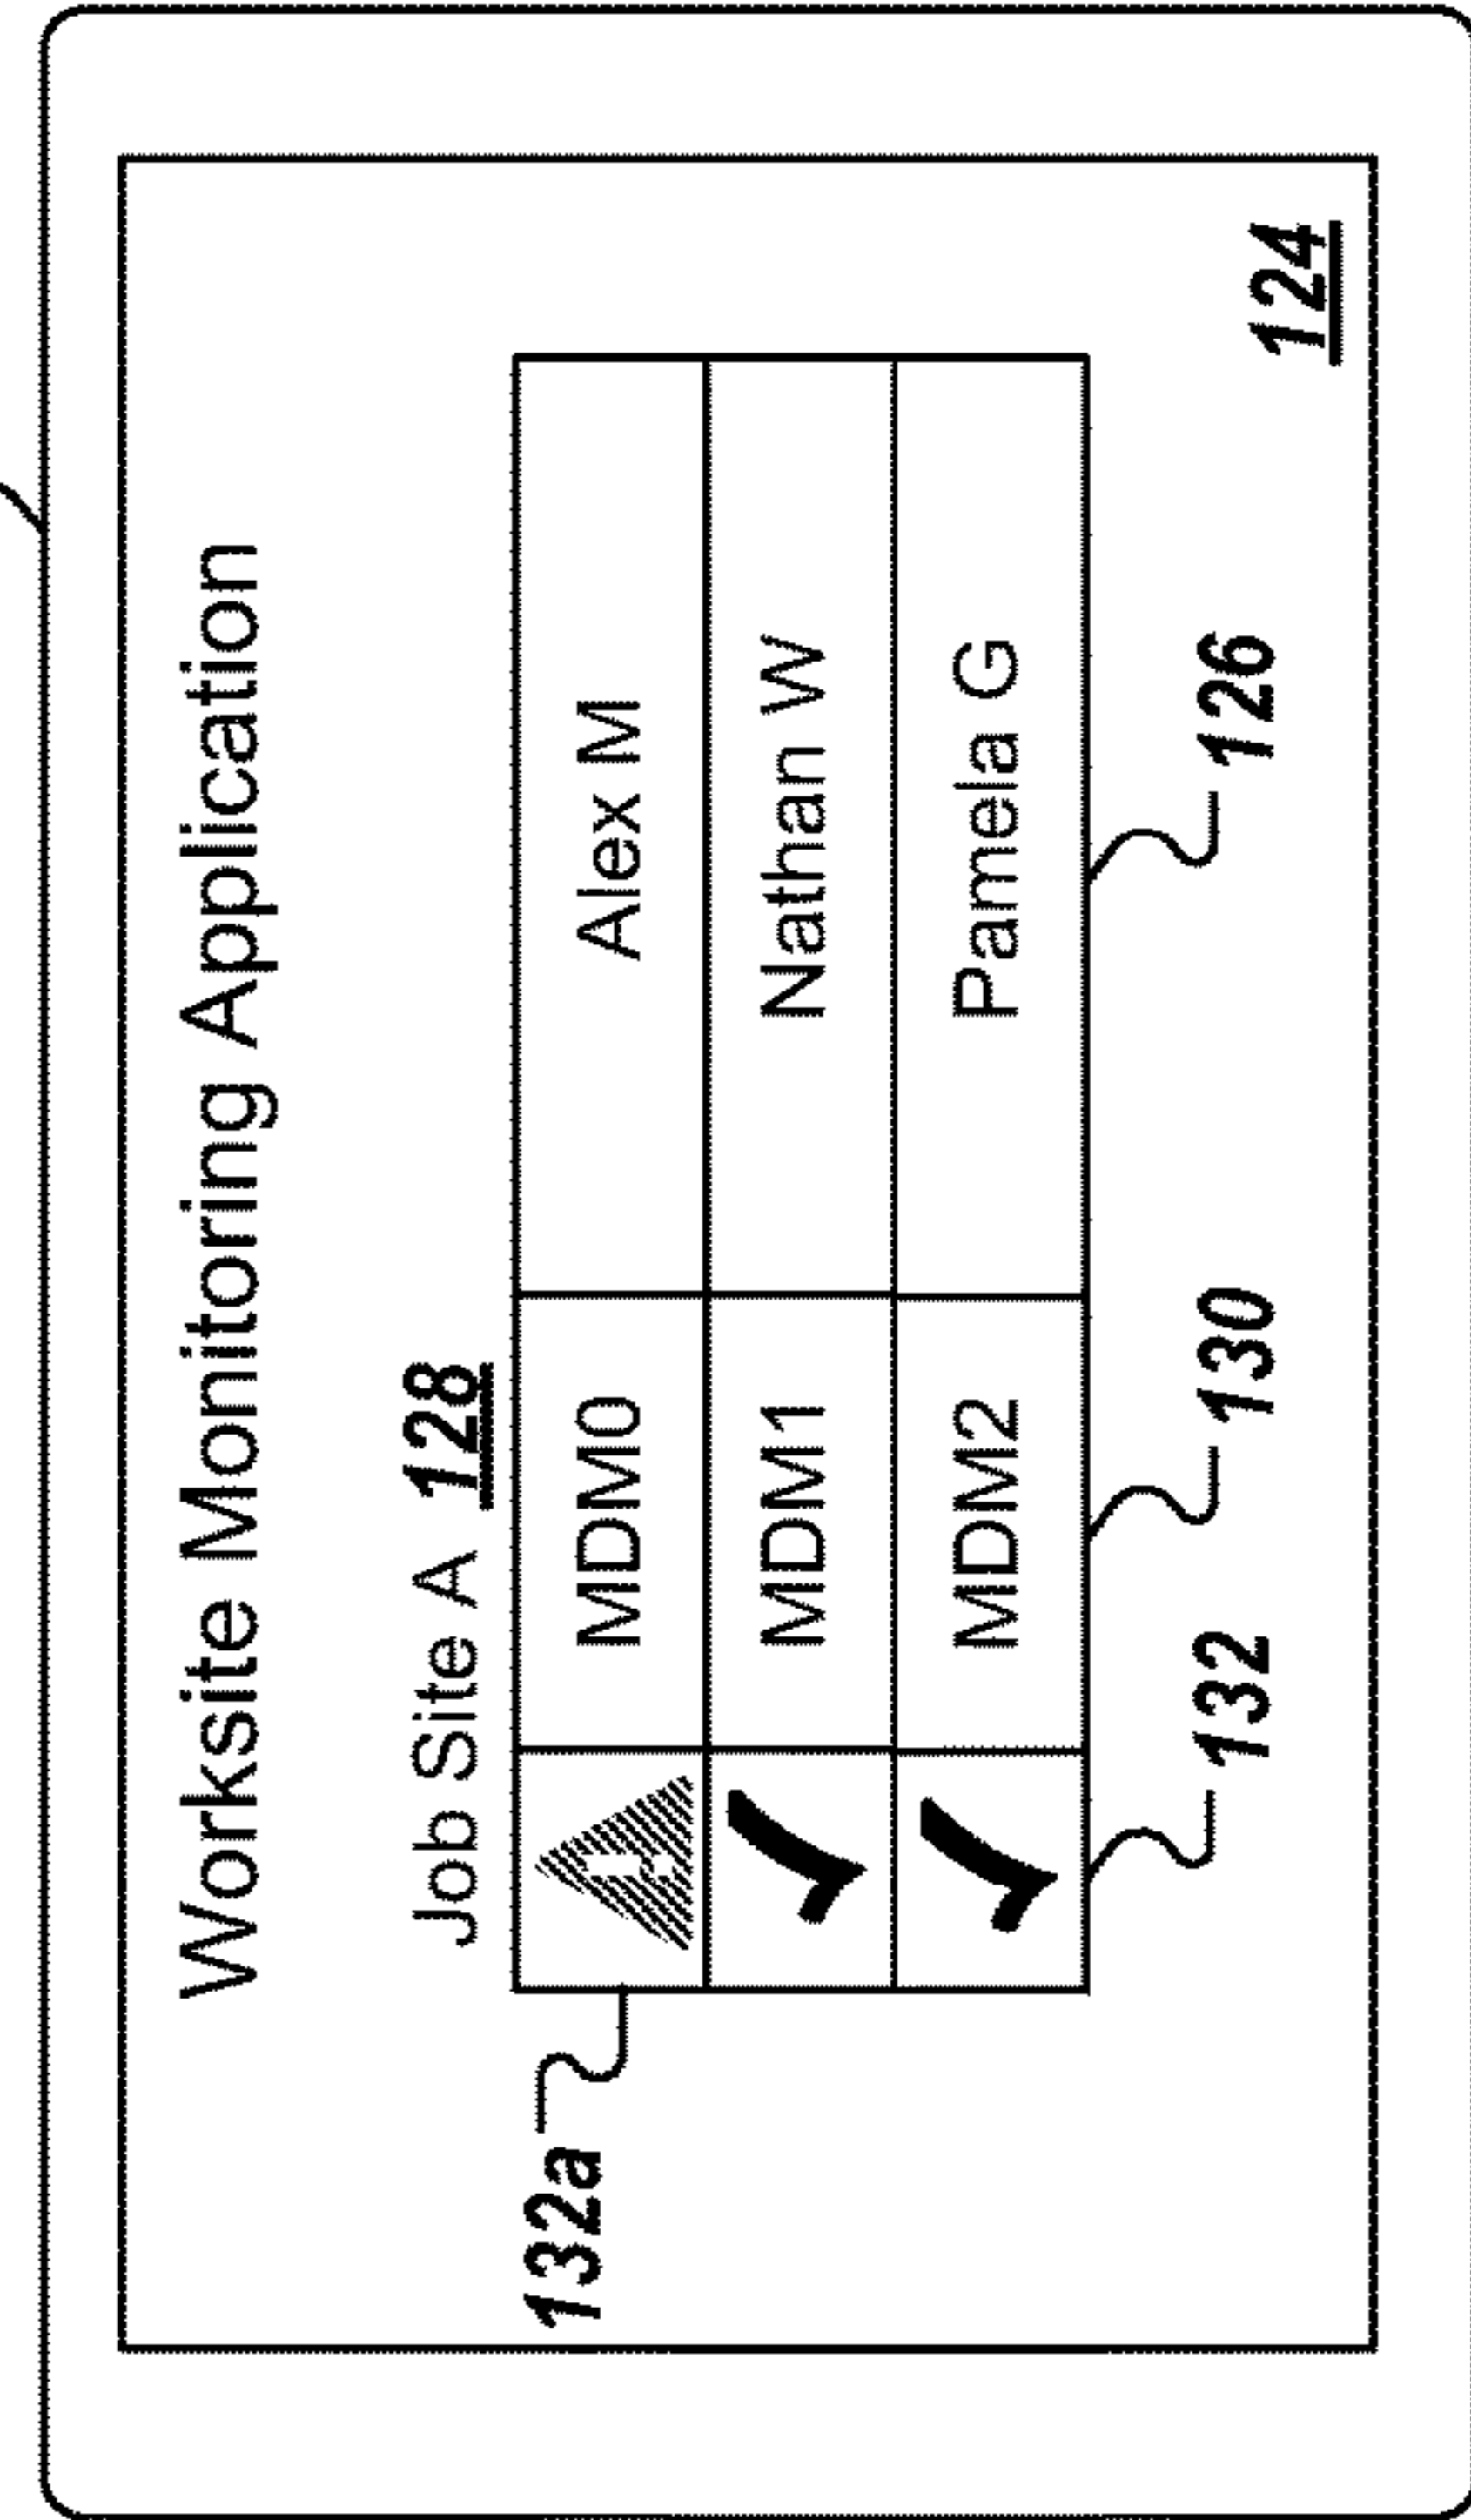 Worksite Monitoring Application
Job Site A 128
132a
MDM0 Alex M
MDM1 Nathan W
MDM2 Pamela G
132 130 126
124